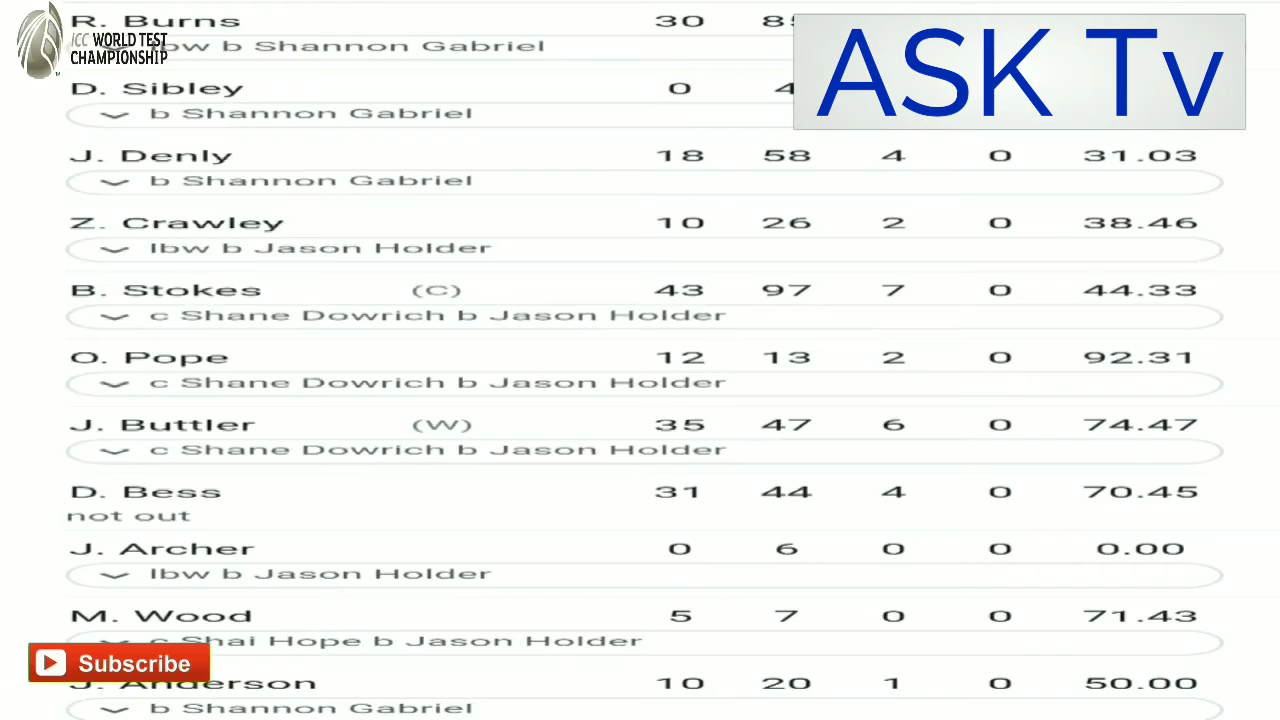 ICC WORLD TEST
CHAMPIONSHIP
ASK Tv
R. Burns 30
lbw b Shannon Gabriel
D. Sibley 0
b Shannon Gabriel
J. Denly 18 58 4 0 31.03
b Shannon Gabriel
Z. Crawley 10 26 2 0 38.46
lbw b Jason Holder
B. Stokes (C) 43 97 7 0 44.33
c Shane Dowrich b Jason Holder
O. Pope 12 13 2 0 92.31
c Shane Dowrich b Jason Holder
J. Buttler (W) 35 47 6 0 74.47
c Shane Dowrich b Jason Holder
D. Bess 31 44 4 0 70.45
not out
J. Archer 0 6 0 0 0.00
lbw b Jason Holder
M. Wood 5 7 0 0 71.43
c Shai Hope b Jason Holder
Subscribe
J. Anderson 10 20 1 0 50.00
b Shannon Gabriel